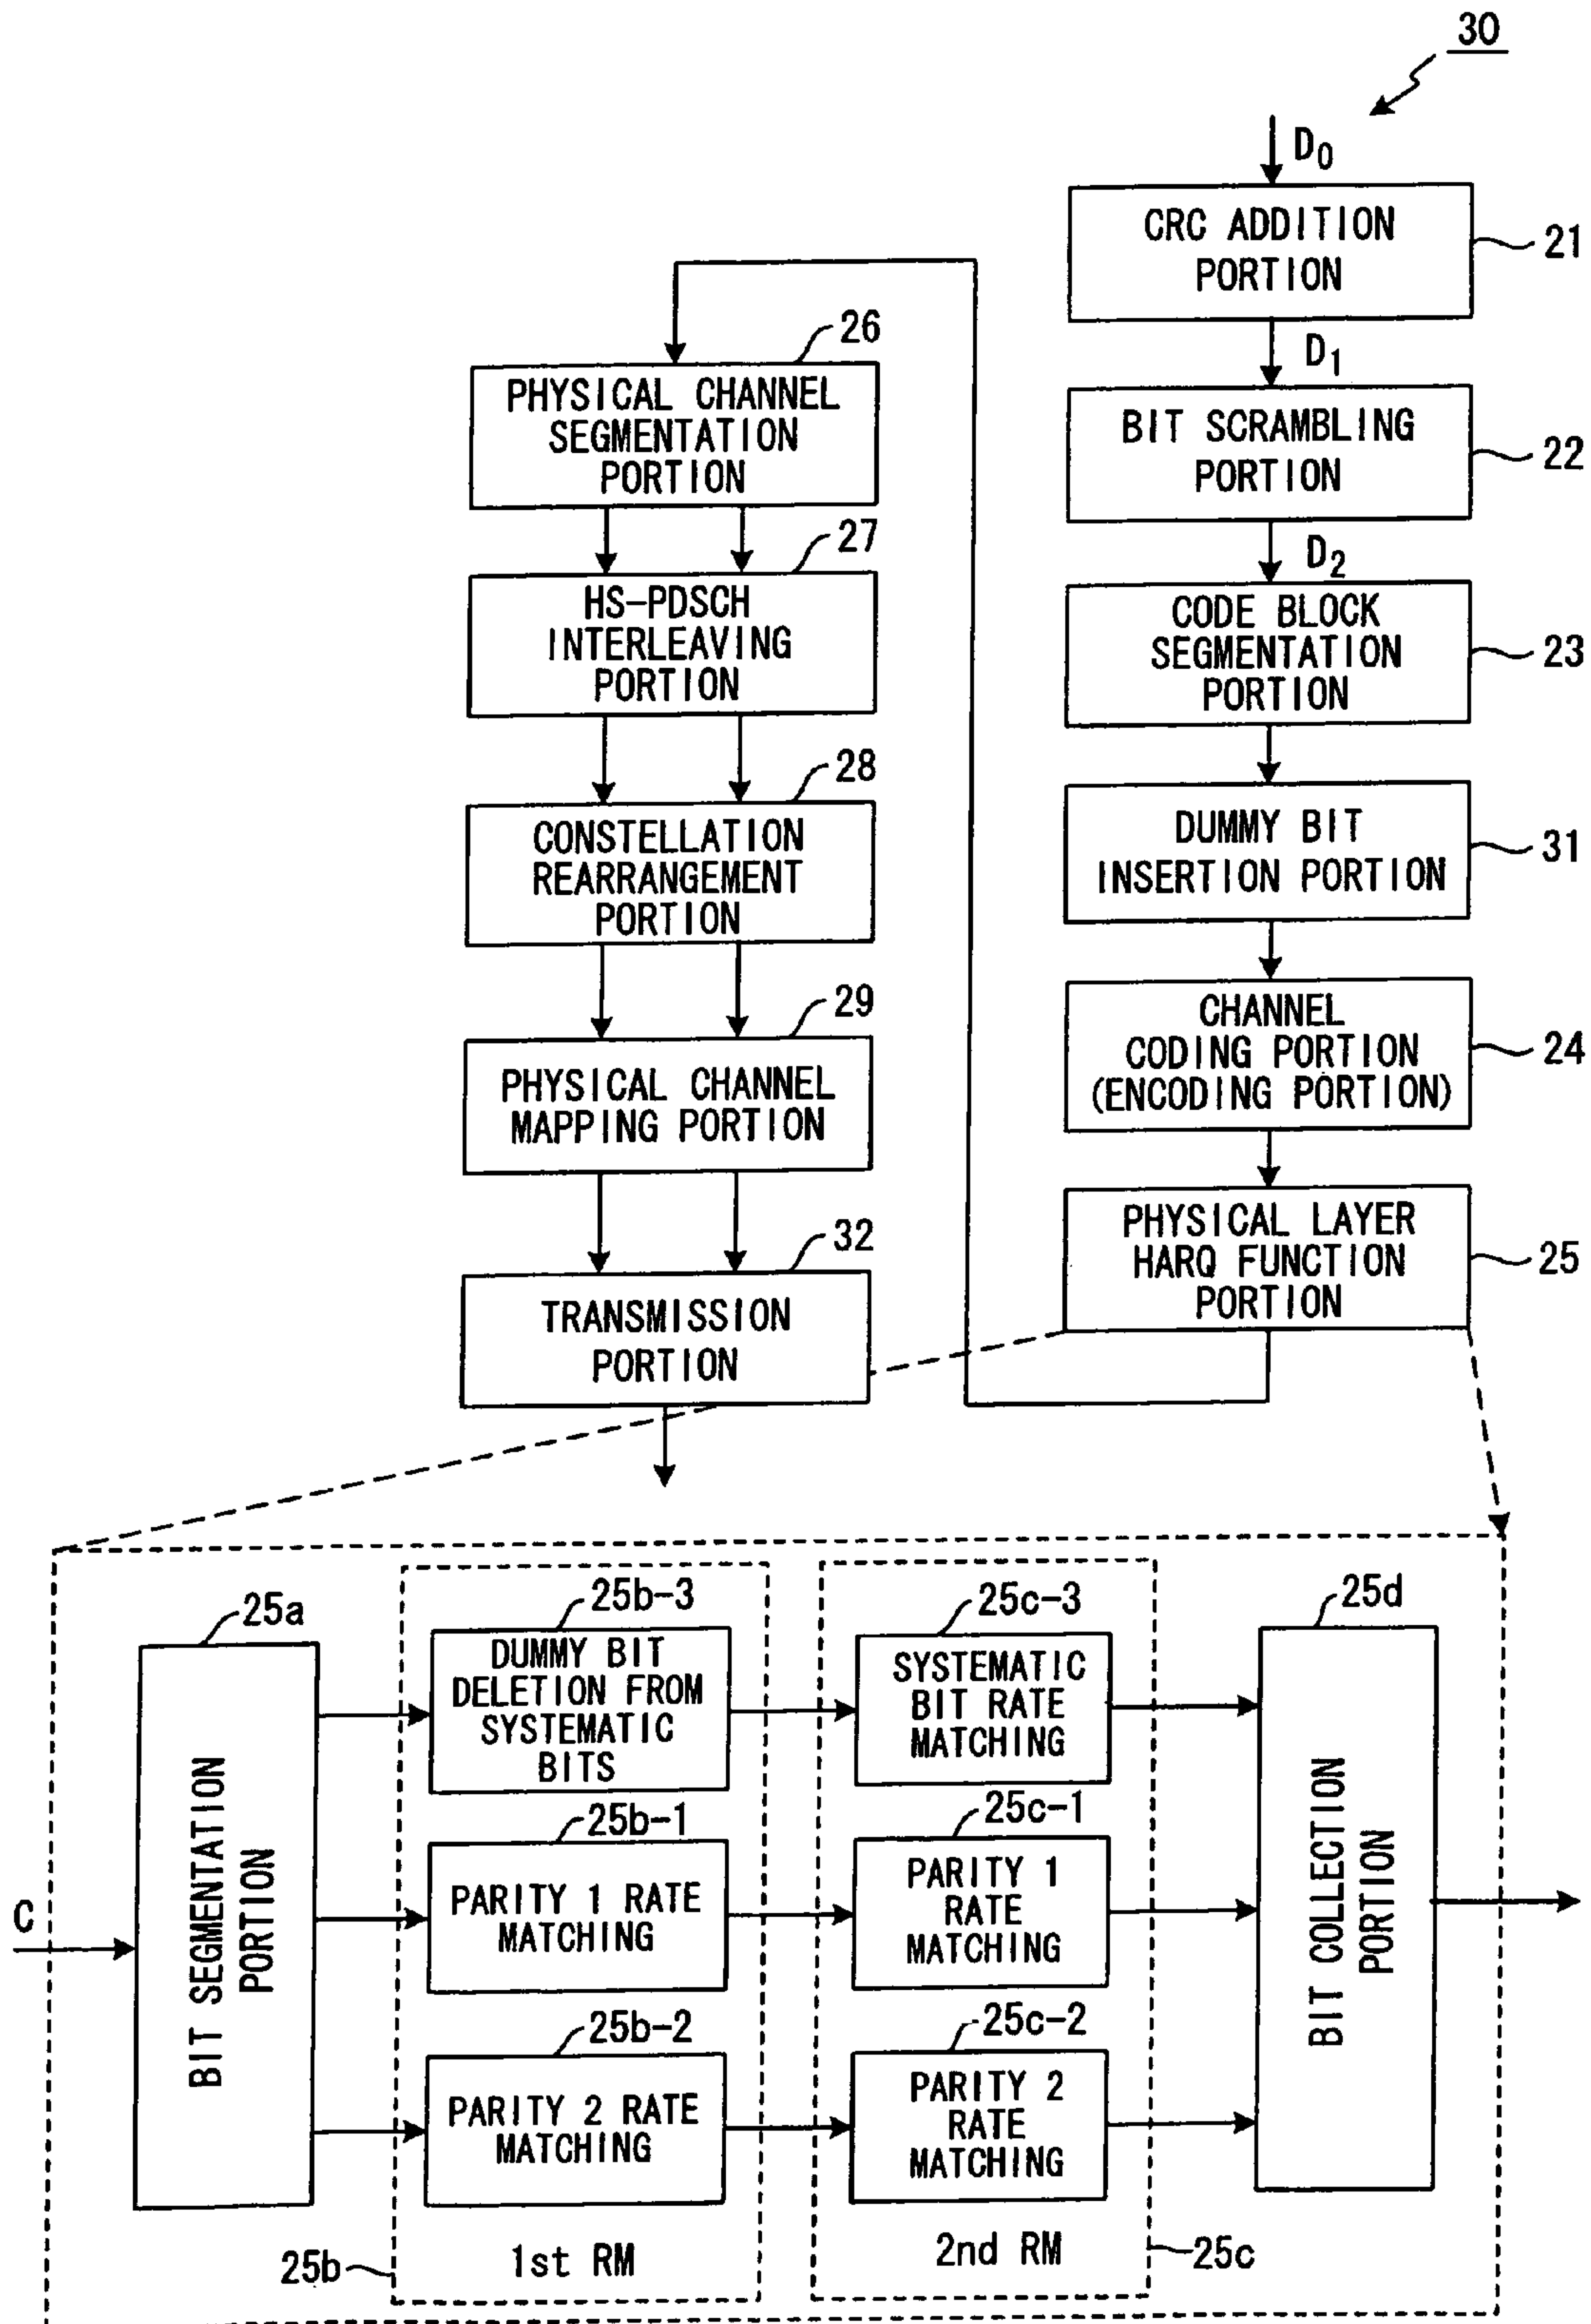 30
D0
CRC ADDITION
PORTION
21
D1
BIT SCRAMBLING
PORTION
22
D2
CODE BLOCK
SEGMENTATION
PORTION
23
DUMMY BIT
INSERTION PORTION
31
CHANNEL
CODING PORTION
(ENCODING PORTION)
24
PHYSICAL LAYER
HARQ FUNCTION
PORTION
25
26
PHYSICAL CHANNEL
SEGMENTATION
PORTION
27
HS-PDSCH
INTERLEAVING
PORTION
28
CONSTELLATION
REARRANGEMENT
PORTION
29
PHYSICAL CHANNEL
MAPPING PORTION
32
TRANSMISSION
PORTION
C
25a
BIT SEGMENTATION
PORTION
25b-3
DUMMY BIT
DELETION FROM
SYSTEMATIC
BITS
25b-1
PARITY 1 RATE
MATCHING
25b-2
PARITY 2 RATE
MATCHING
25b
1st RM
25c-3
SYSTEMATIC
BIT RATE
MATCHING
25c-1
PARITY 1
RATE
MATCHING
25c-2
PARITY 2
RATE
MATCHING
2nd RM
25c
25d
BIT COLLECTION
PORTION